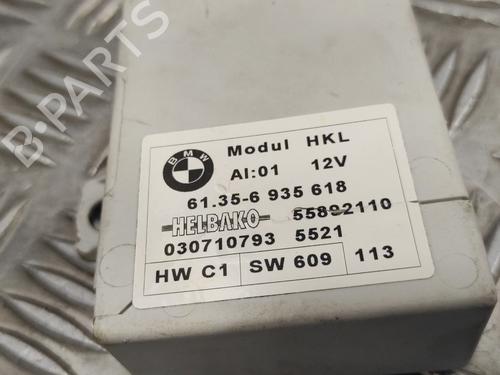 BMW
Modul HKL
AI:01 12V
61.35-6 935 618
HELBAKO 55892110
030710793 5521
HW C1 SW 609 113
B-PARTS